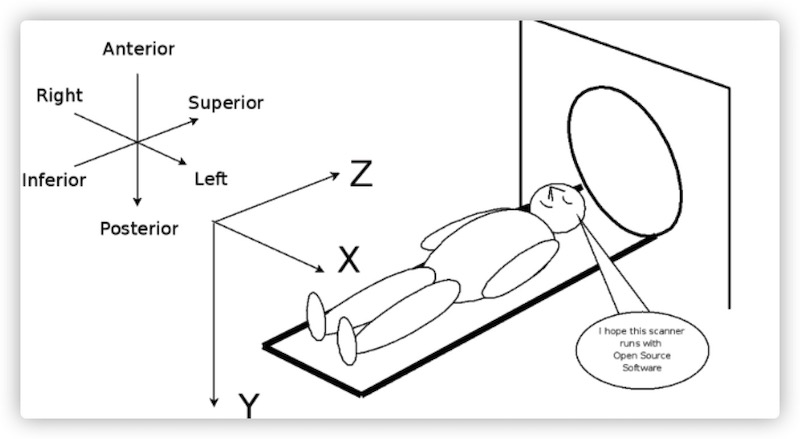 Anterior
Right
Superior
Inferior
Left
Posterior
Z
X
Y
I hope this scanner
runs with
Open Source
Software